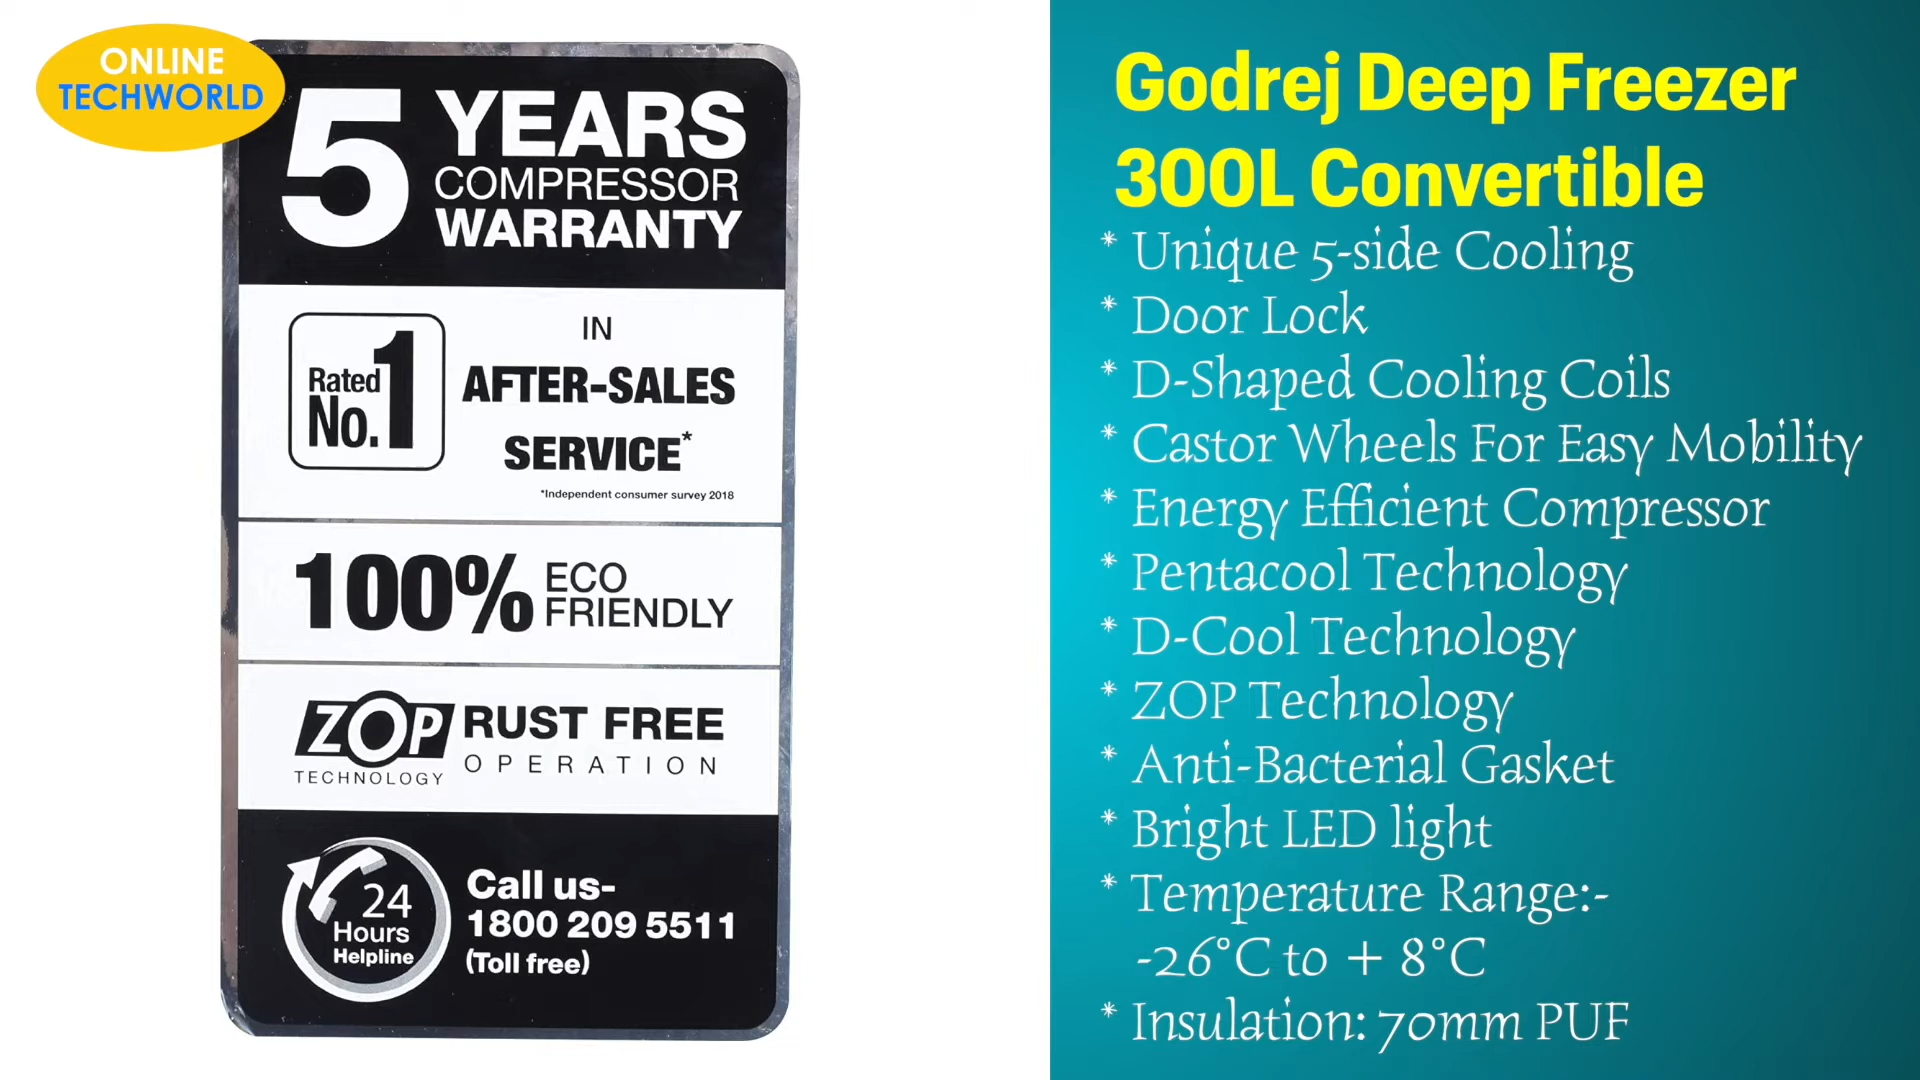 ONLINE
TECHWORLD
5 YEARS
COMPRESSOR
WARRANTY
Rated
No.1
IN
AFTER-SALES
SERVICE*
*Independent consumer survey 2018
100% ECO
FRIENDLY
ZOP
TECHNOLOGY
RUST FREE
OPERATION
24
Hours
Helpline
Call us-
1800 209 5511
(Toll free)
Godrej Deep Freezer
300L Convertible
* Unique 5-side Cooling
* Door Lock
* D-Shaped Cooling Coils
* Castor Wheels For Easy Mobility
* Energy Efficient Compressor
* Pentacool Technology
* D-Cool Technology
* ZOP Technology
* Anti-Bacterial Gasket
* Bright LED light
* Temperature Range:-
-26°C to + 8°C
* Insulation: 70mm PUF